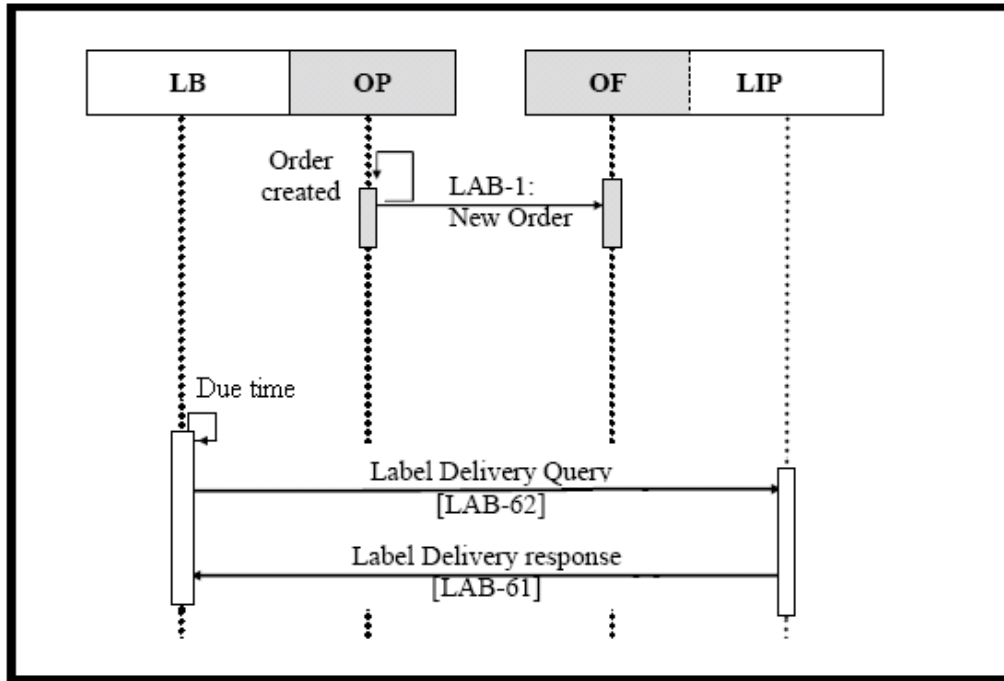 LB OP OF LIP
Order
created
LAB-1:
New Order
Due time
Label Delivery Query
[LAB-62]
Label Delivery response
[LAB-61]